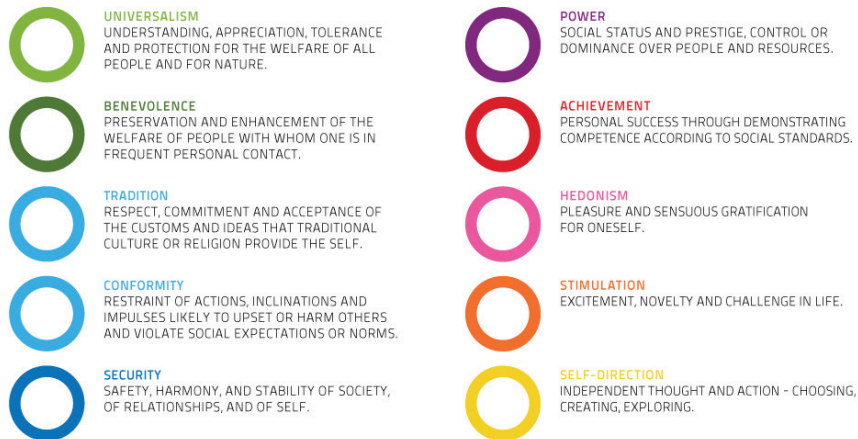 UNIVERSALISM
UNDERSTANDING, APPRECIATION, TOLERANCE
AND PROTECTION FOR THE WELFARE OF ALL
PEOPLE AND FOR NATURE.
BENEVOLENCE
PRESERVATION AND ENHANCEMENT OF THE
WELFARE OF PEOPLE WITH WHOM ONE IS IN
FREQUENT PERSONAL CONTACT.
TRADITION
RESPECT, COMMITMENT AND ACCEPTANCE OF
THE CUSTOMS AND IDEAS THAT TRADITIONAL
CULTURE OR RELIGION PROVIDE THE SELF.
CONFORMITY
RESTRAINT OF ACTIONS, INCLINATIONS AND
IMPULSES LIKELY TO UPSET OR HARM OTHERS
AND VIOLATE SOCIAL EXPECTATIONS OR NORMS.
SECURITY
SAFETY, HARMONY, AND STABILITY OF SOCIETY,
OF RELATIONSHIPS, AND OF SELF.
POWER
SOCIAL STATUS AND PRESTIGE, CONTROL OR
DOMINANCE OVER PEOPLE AND RESOURCES.
ACHIEVEMENT
PERSONAL SUCCESS THROUGH DEMONSTRATING
COMPETENCE ACCORDING TO SOCIAL STANDARDS.
HEDONISM
PLEASURE AND SENSUOUS GRATIFICATION
FOR ONESELF.
STIMULATION
EXCITEMENT, NOVELTY AND CHALLENGE IN LIFE.
SELF-DIRECTION
INDEPENDENT THOUGHT AND ACTION - CHOOSING,
CREATING, EXPLORING.